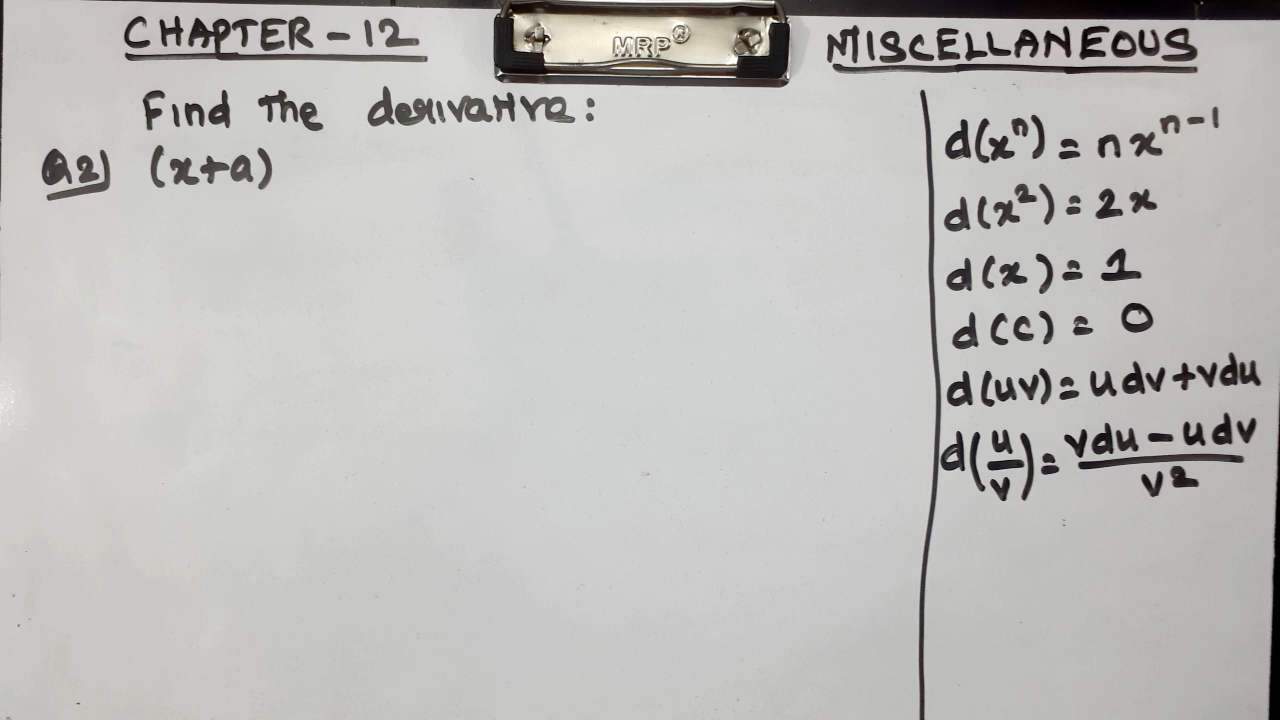 CHAPTER - 12
MRP®
MISCELLANEOUS
Find The derivative:
Q2) (x+a)
d(xⁿ) = nxⁿ⁻¹
d(x²) = 2x
d(x) = 1
d(c) = 0
d(uv) = udv + vdu
d(u/v) = vdu - udv / v²